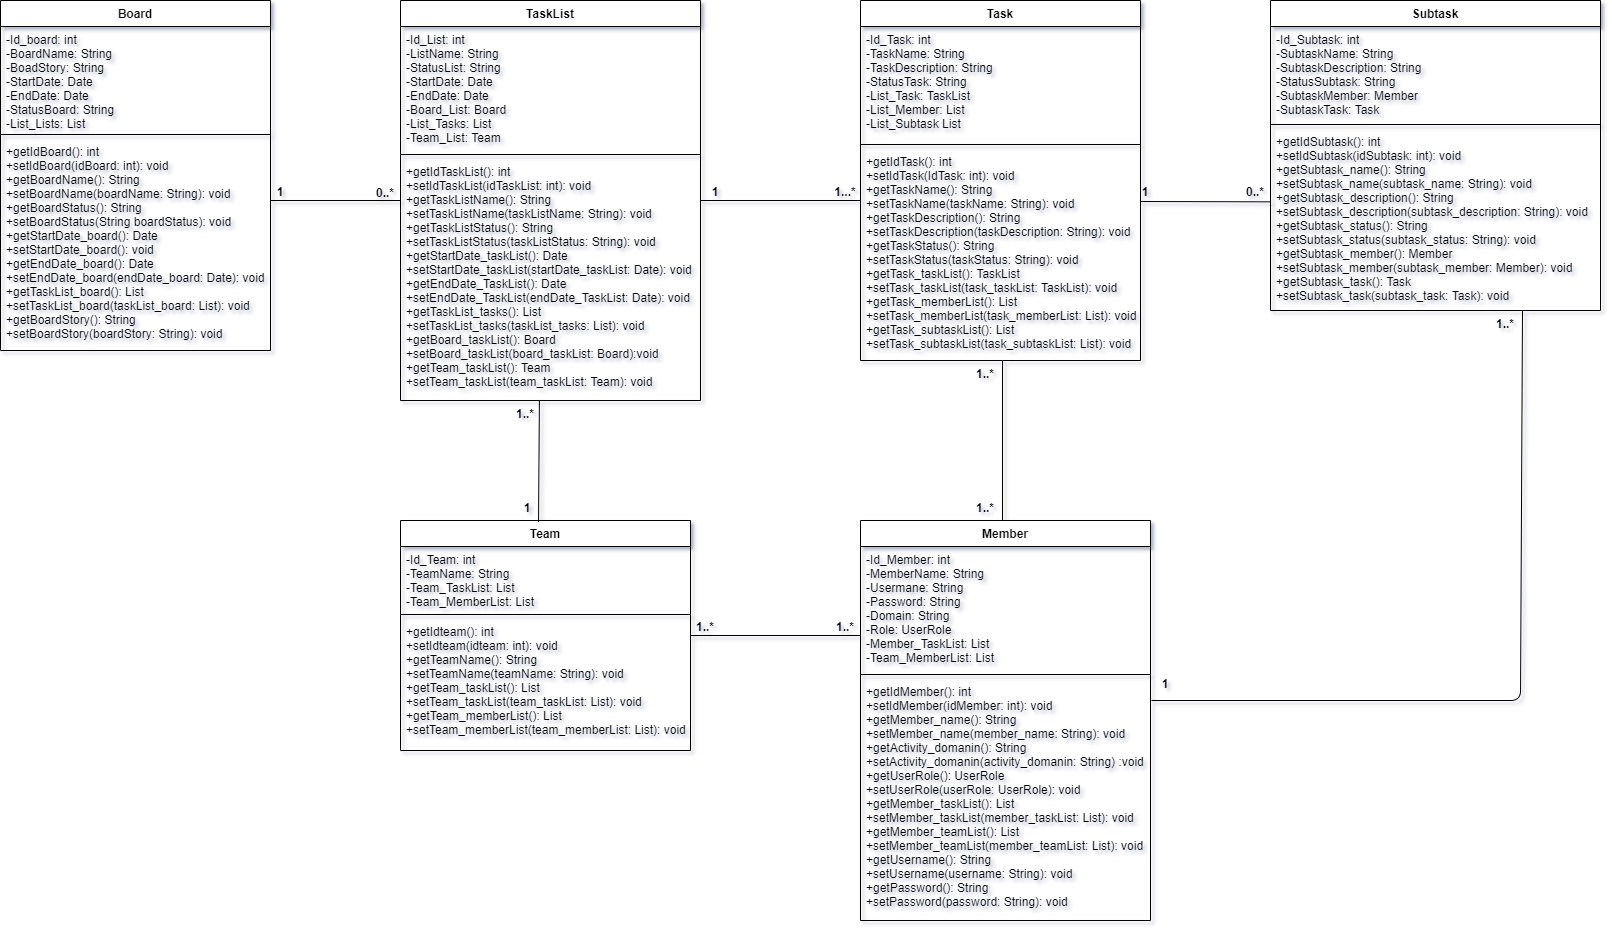 Board
-Id_board: int
-BoardName: String
-BoadStory: String
-StartDate: Date
-EndDate: Date
-StatusBoard: String
-List_Lists: List
+getIdBoard(): int
+setIdBoard(idBoard: int): void
+getBoardName(): String
+setBoardName(boardName: String): void
+getBoardStatus(): String
+setBoardStatus(String boardStatus): void
+getStartDate_board(): Date
+setStartDate_board(): void
+getEndDate_board(): Date
+setEndDate_board(endDate_board: Date): void
+getTaskList_board(): List
+setTaskList_board(taskList_board: List): void
+getBoardStory(): String
+setBoardStory(boardStory: String): void
1
0..*
TaskList
-Id_List: int
-ListName: String
-StatusList: String
-StartDate: Date
-EndDate: Date
-Board_List: Board
-List_Tasks: List
-Team_List: Team
+getIdTaskList(): int
+setIdTaskList(idTaskList: int): void
+getTaskListName(): String
+setTaskListName(taskListName: String): void
+getTaskListStatus(): String
+setTaskListStatus(taskListStatus: String): void
+getStartDate_taskList(): Date
+setStartDate_taskList(startDate_taskList: Date): void
+getEndDate_TaskList(): Date
+setEndDate_TaskList(endDate_TaskList: Date): void
+getTaskList_tasks(): List
+setTaskList_tasks(taskList_tasks: List): void
+getBoard_taskList(): Board
+setBoard_taskList(board_taskList: Board):void
+getTeam_taskList(): Team
+setTeam_taskList(team_taskList: Team): void
1
1...*
Task
-Id_Task: int
-TaskName: String
-TaskDescription: String
-StatusTask: String
-List_Task: TaskList
-List_Member: List
-List_Subtask List
+getIdTask(): int
+setIdTask(IdTask: int): void
+getTaskName(): String
+setTaskName(taskName: String): void
+getTaskDescription(): String
+setTaskDescription(taskDescription: String): void
+getTaskStatus(): String
+setTaskStatus(taskStatus: String): void
+getTask_taskList(): TaskList
+setTask_taskList(task_taskList: TaskList): void
+getTask_memberList(): List
+setTask_memberList(task_memberList: List): void
+getTask_subtaskList(): List
+setTask_subtaskList(task_subtaskList: List): void
1
0..*
Subtask
-Id_Subtask: int
-SubtaskName: String
-SubtaskDescription: String
-StatusSubtask: String
-SubtaskMember: Member
-SubtaskTask: Task
+getIdSubtask(): int
+setIdSubtask(idSubtask: int): void
+getSubtask_name(): String
+setSubtask_name(subtask_name: String): void
+getSubtask_description(): String
+setSubtask_description(subtask_description: String): void
+getSubtask_status(): String
+setSubtask_status(subtask_status: String): void
+getSubtask_member(): Member
+setSubtask_member(subtask_member: Member): void
+getSubtask_task(): Task
+setSubtask_task(subtask_task: Task): void
1..*
1..*
1..*
1
1..*
Team
-Id_Team: int
-TeamName: String
-Team_TaskList: List
-Team_MemberList: List
+getIdteam(): int
+setIdteam(idteam: int): void
+getTeamName(): String
+setTeamName(teamName: String): void
+getTeam_taskList(): List
+setTeam_taskList(team_taskList: List): void
+getTeam_memberList(): List
+setTeam_memberList(team_memberList: List): void
1..*
1..*
Member
-Id_Member: int
-MemberName: String
-Usermane: String
-Password: String
-Domain: String
-Role: UserRole
-Member_TaskList: List
-Team_MemberList: List
+getIdMember(): int
+setIdMember(idMember: int): void
+getMember_name(): String
+setMember_name(member_name: String): void
+getActivity_domanin(): String
+setActivity_domanin(activity_domanin: String) :void
+getUserRole(): UserRole
+setUserRole(userRole: UserRole): void
+getMember_taskList(): List
+setMember_taskList(member_taskList: List): void
+getMember_teamList(): List
+setMember_teamList(member_teamList: List): void
+getUsername(): String
+setUsername(username: String): void
+getPassword(): String
+setPassword(password: String): void
1